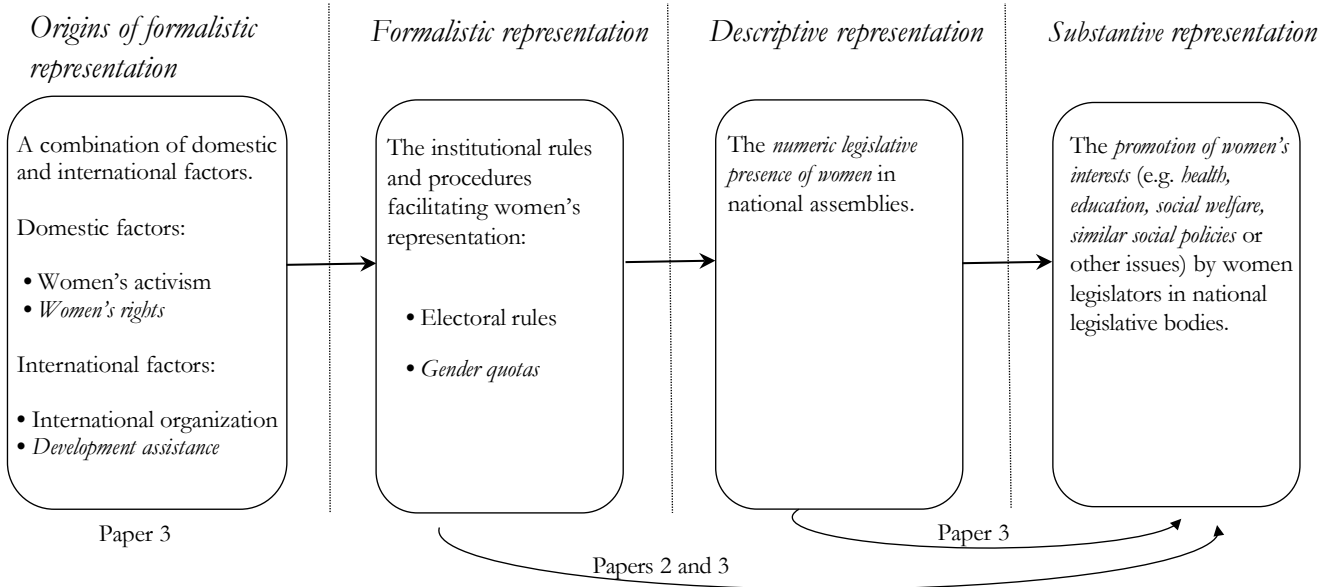 Origins of formalistic
representation
Formalistic representation
Descriptive representation
Substantive representation
A combination of domestic
and international factors.
Domestic factors:
• Women's activism
• Women's rights
International factors:
• International organization
• Development assistance
The institutional rules
and procedures
facilitating women's
representation:
• Electoral rules
• Gender quotas
The numeric legislative
presence of women in
national assemblies.
The promotion of women's
interests (e.g. health,
education, social welfare,
similar social policies or
other issues) by women
legislators in national
legislative bodies.
Paper 3
Paper 3
Papers 2 and 3